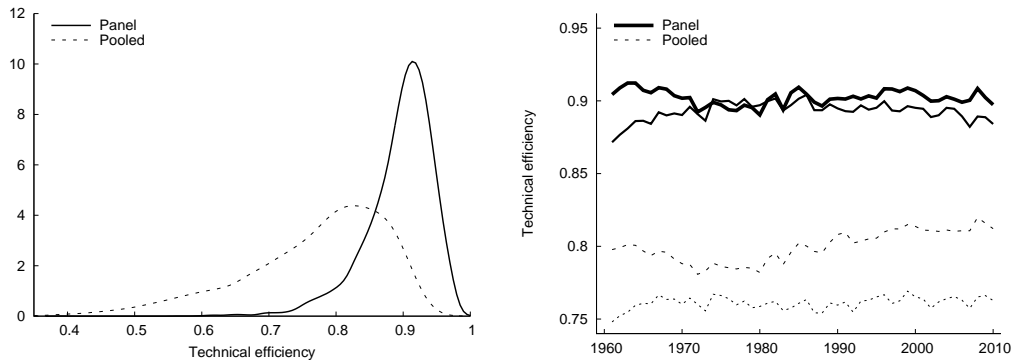 12
10
8
6
4
2
0
0.4 0.5 0.6 0.7 0.8 0.9 1
Technical efficiency
Panel
Pooled
0.95
0.9
0.85
0.8
0.75
Technical efficiency
1960 1970 1980 1990 2000 2010
Panel
Pooled